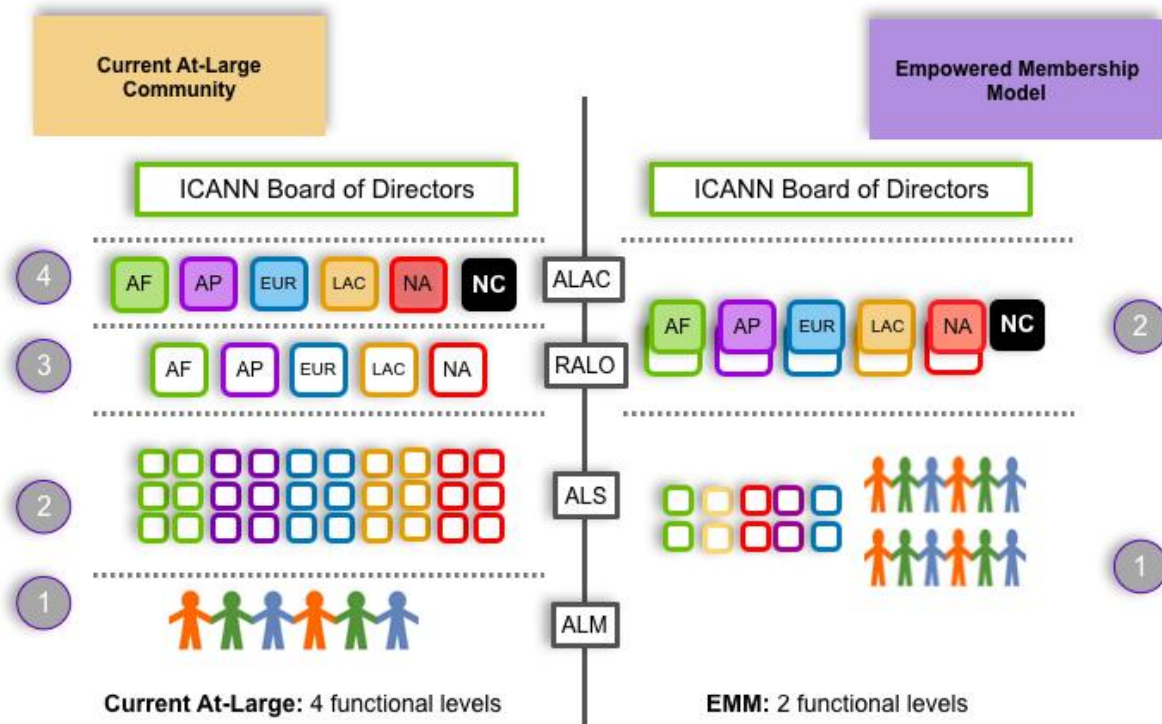 Current At-Large
Community
Empowered Membership
Model
ICANN Board of Directors
ICANN Board of Directors
4
AF
AP
EUR
LAC
NA
NC
ALAC
AF
AP
EUR
LAC
NA
NC
2
3
AF
AP
EUR
LAC
NA
RALO
2
ALS
1
1
ALM
Current At-Large: 4 functional levels
EMM: 2 functional levels